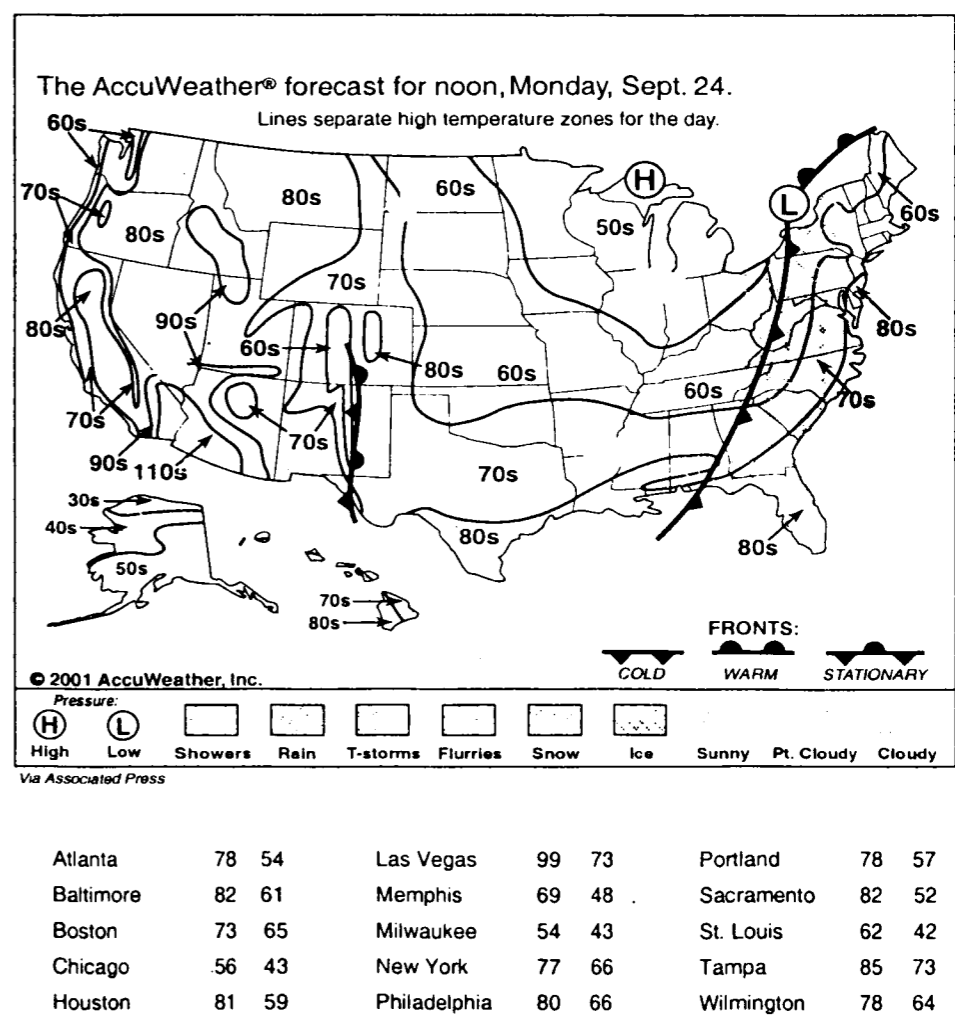 The AccuWeather® forecast for noon, Monday, Sept. 24.
Lines separate high temperature zones for the day.
60s
70s
80s
80s
60s
H
50s
L
60s
70s
90s
80s
60s
80s
60s
60s
80s
70s
70s
90s
110s
70s
70s
80s
80s
30s
40s
50s
70s
80s
FRONTS:
COLD WARM STATIONARY
© 2001 AccuWeather, Inc.
Pressure:
H L
High Low Showers Rain T-storms Flurries Snow Ice Sunny Pt. Cloudy Cloudy
Via Associated Press
Atlanta 78 54 Las Vegas 99 73 Portland 78 57
Baltimore 82 61 Memphis 69 48 Sacramento 82 52
Boston 73 65 Milwaukee 54 43 St. Louis 62 42
Chicago 56 43 New York 77 66 Tampa 85 73
Houston 81 59 Philadelphia 80 66 Wilmington 78 64